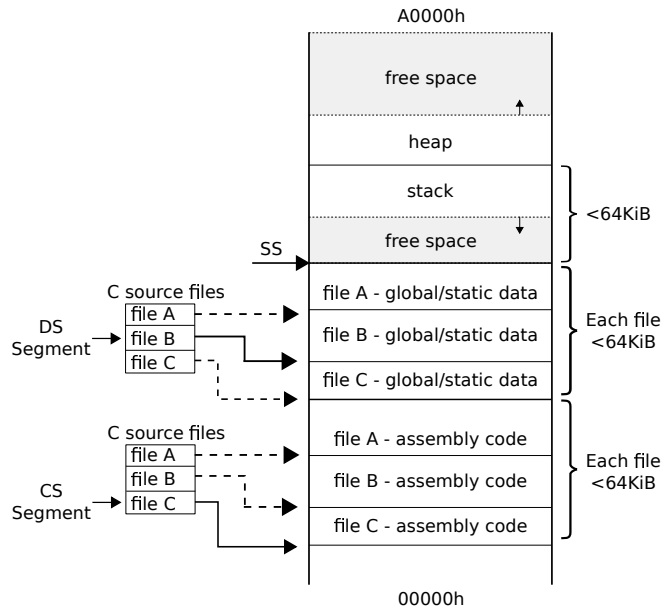 A0000h
free space
heap
stack
<64KiB
free space
SS
file A - global/static data
C source files
file A
DS
Segment
file B
file B - global/static data
Each file
<64KiB
file C
file C - global/static data
C source files
file A
file A - assembly code
file B
file B - assembly code
Each file
<64KiB
CS
Segment
file C
file C - assembly code
00000h